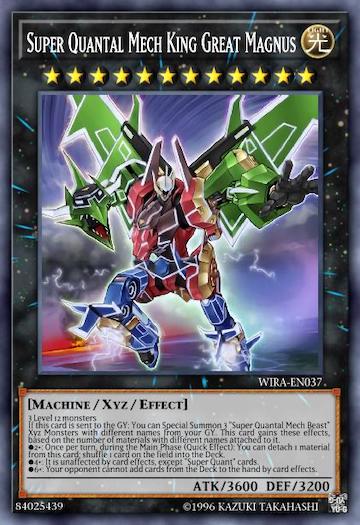 Super Quantal Mech King Great Magnus
LIGHT
光
WIRA-EN037
[Machine / Xyz / Effect]
3 Level 12 monsters
If this card is sent to the GY: You can Special Summon 3 "Super Quantal Mech Beast"
Xyz Monsters with different names from your GY. This card gains these effects,
based on the number of materials with different names attached to it.
●2+: Once per turn, during the Main Phase (Quick Effect): You can detach 1 material
from this card; shuffle 1 card on the field into the Deck.
●4+: It is unaffected by card effects, except "Super Quant" cards.
●6+: Your opponent cannot add cards from the Deck to the hand by card effects.
ATK/3600 DEF/3200
84025439
©1996 KAZUKI TAKAHASHI